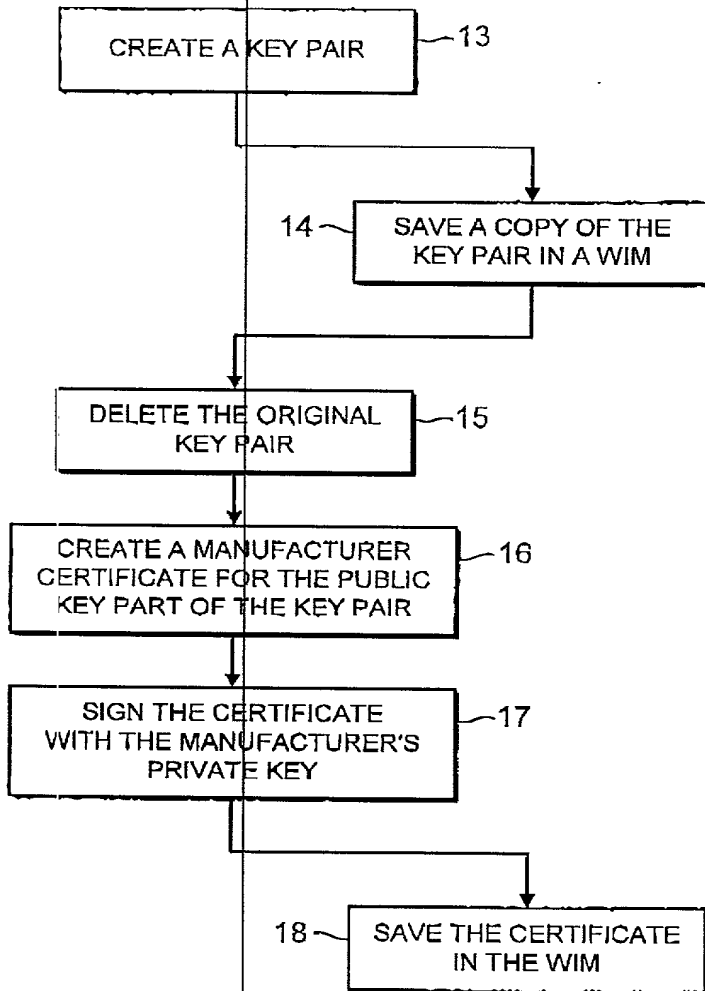 CREATE A KEY PAIR
13
14
SAVE A COPY OF THE
KEY PAIR IN A WIM
DELETE THE ORIGINAL
KEY PAIR
15
CREATE A MANUFACTURER
CERTIFICATE FOR THE PUBLIC
KEY PART OF THE KEY PAIR
16
SIGN THE CERTIFICATE
WITH THE MANUFACTURER'S
PRIVATE KEY
17
18
SAVE THE CERTIFICATE
IN THE WIM